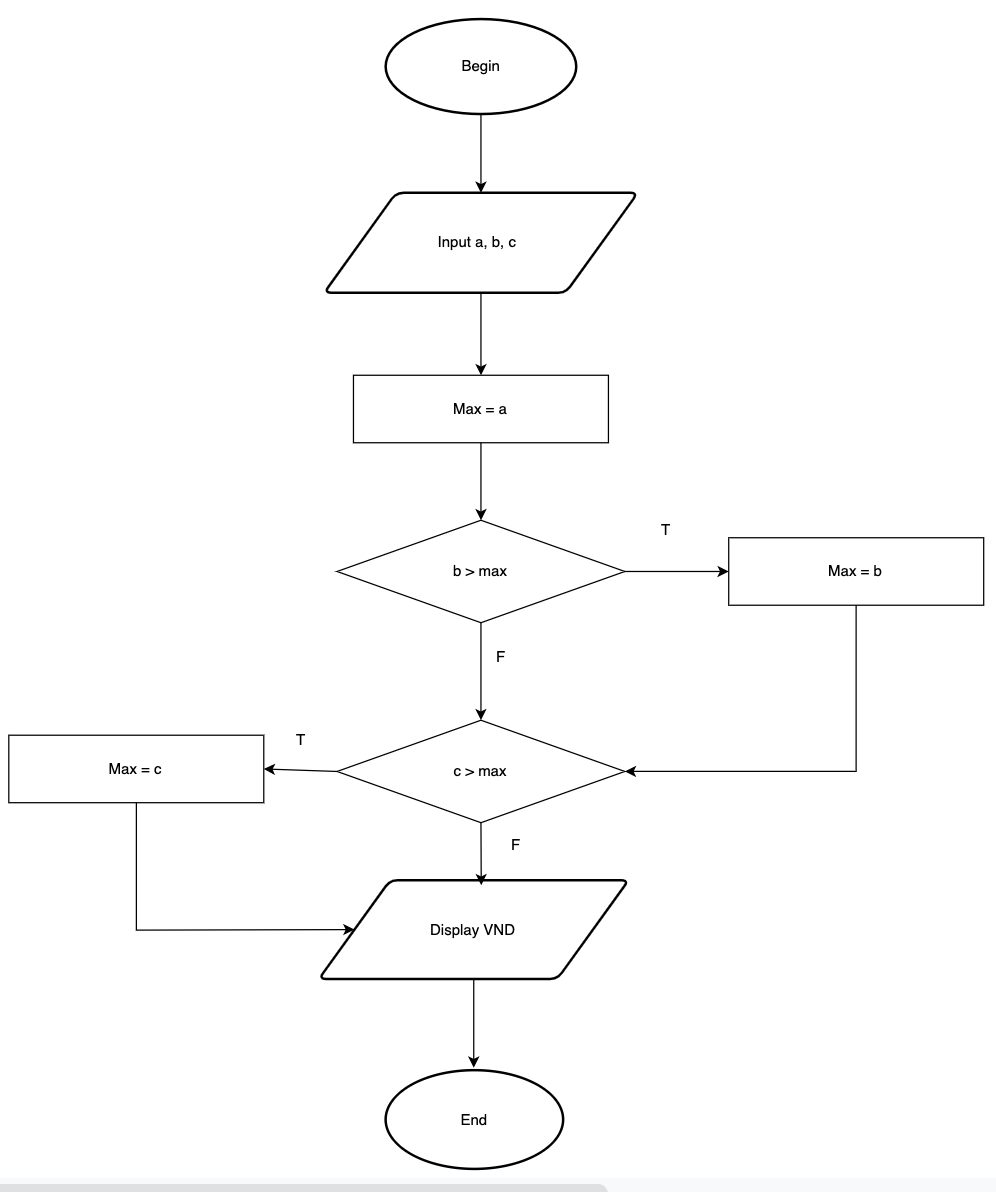 Begin
Input a, b, c
Max = a
b > max
T
Max = b
F
c > max
T
Max = c
F
Display VND
End